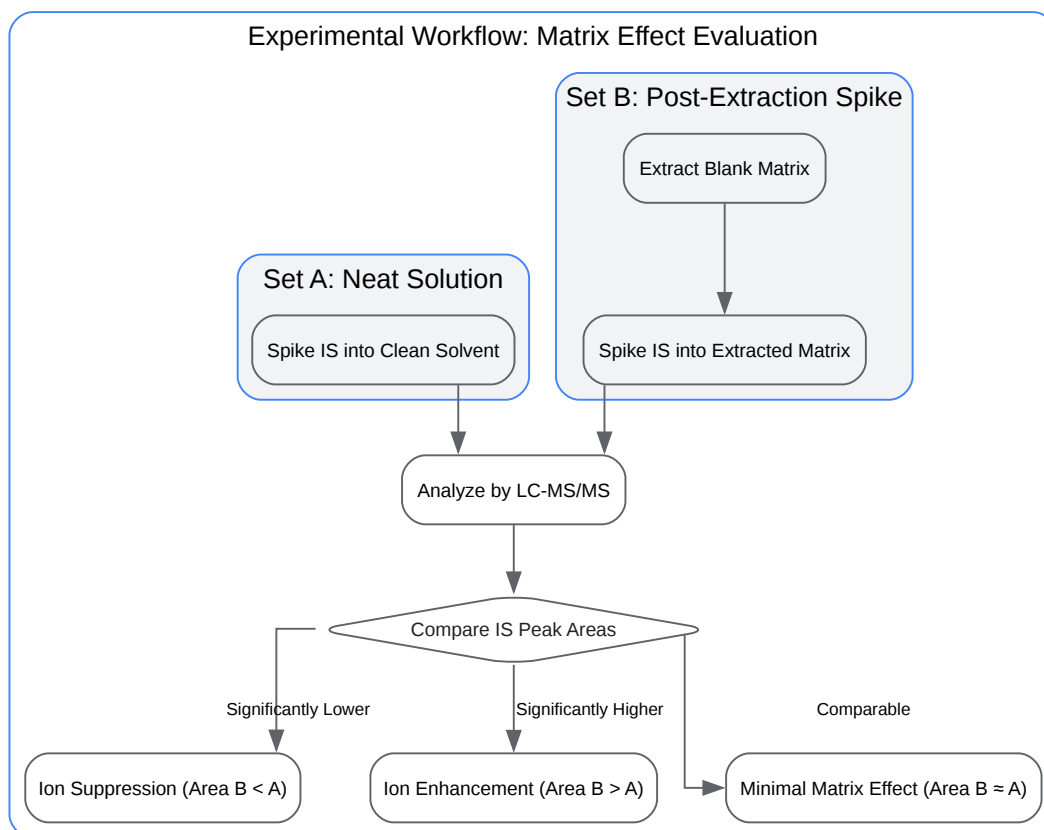 Experimental Workflow: Matrix Effect Evaluation
Set B: Post-Extraction Spike
Extract Blank Matrix
Set A: Neat Solution
Spike IS into Clean Solvent
Spike IS into Extracted Matrix
Analyze by LC-MS/MS
Compare IS Peak Areas
Significantly Lower
Significantly Higher
Comparable
Ion Suppression (Area B < A)
Ion Enhancement (Area B > A)
Minimal Matrix Effect (Area B ≈ A)